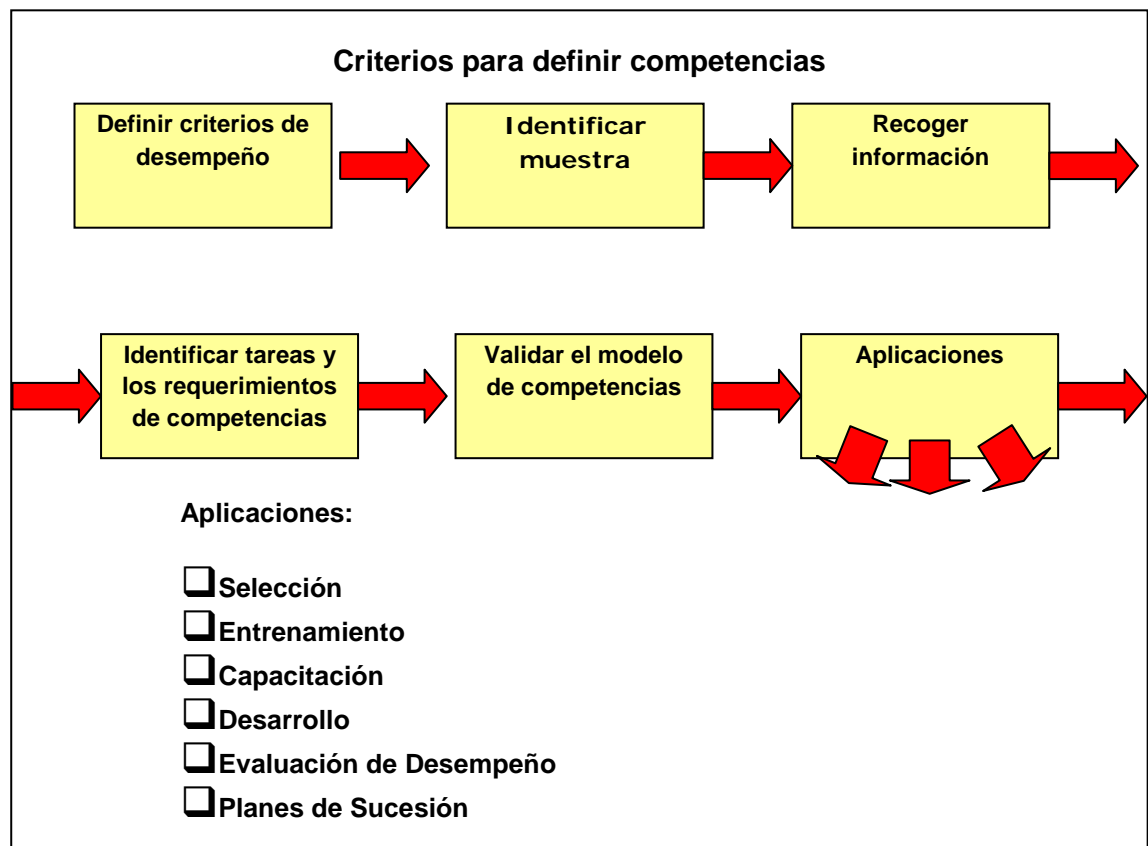 Criterios para definir competencias
Definir criterios de
desempeño
Identificar
muestra
Recoger
información
Identificar tareas y
los requerimientos
de competencias
Validar el modelo
de competencias
Aplicaciones
Aplicaciones:
Selección
Entrenamiento
Capacitación
Desarrollo
Evaluación de Desempeño
Planes de Sucesión